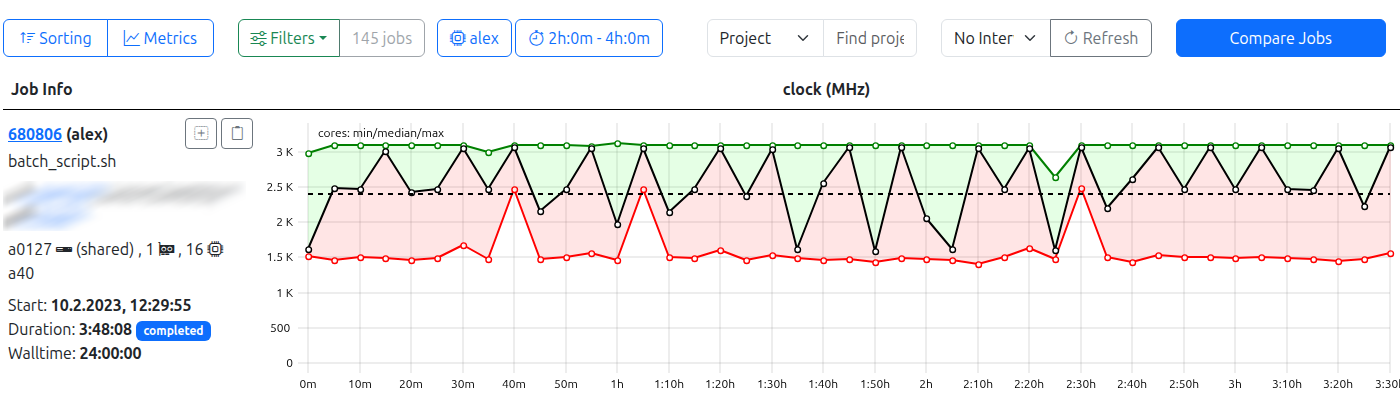 Sorting Metrics Filters 145 jobs alex 2h:0m - 4h:0m Project Find proje No Inter Refresh Compare Jobs
Job Info clock (MHz)
680806 (alex)
batch_script.sh
a0127 (shared) , 1 , 16
a40
Start: 10.2.2023, 12:29:55
Duration: 3:48:08 completed
Walltime: 24:00:00
cores: min/median/max
3 K
2.5 K
2 K
1.5 K
1 K
500
0
0m 10m 20m 30m 40m 50m 1h 1:10h 1:20h 1:30h 1:40h 1:50h 2h 2:10h 2:20h 2:30h 2:40h 2:50h 3h 3:10h 3:20h 3:30h